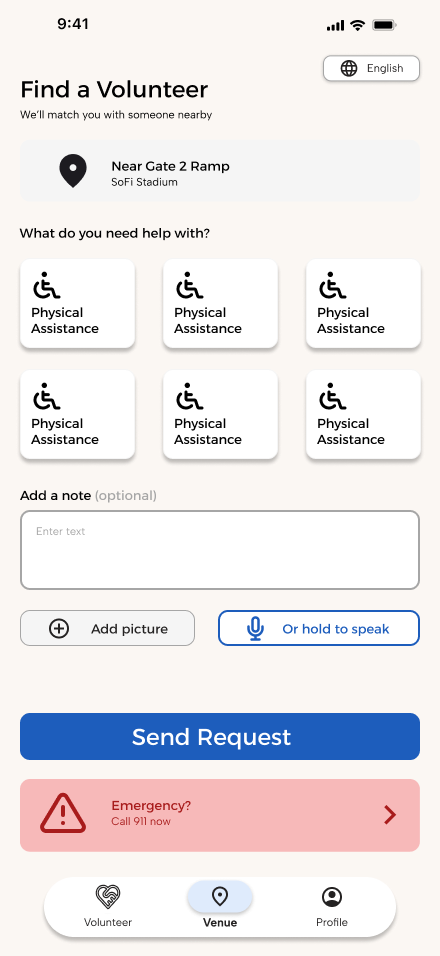 9:41
English
Find a Volunteer
We'll match you with someone nearby
Near Gate 2 Ramp
SoFi Stadium
What do you need help with?
Physical
Assistance
Physical
Assistance
Physical
Assistance
Physical
Assistance
Physical
Assistance
Physical
Assistance
Add a note (optional)
Enter text
Add picture
Or hold to speak
Send Request
Emergency?
Call 911 now
Volunteer
Venue
Profile